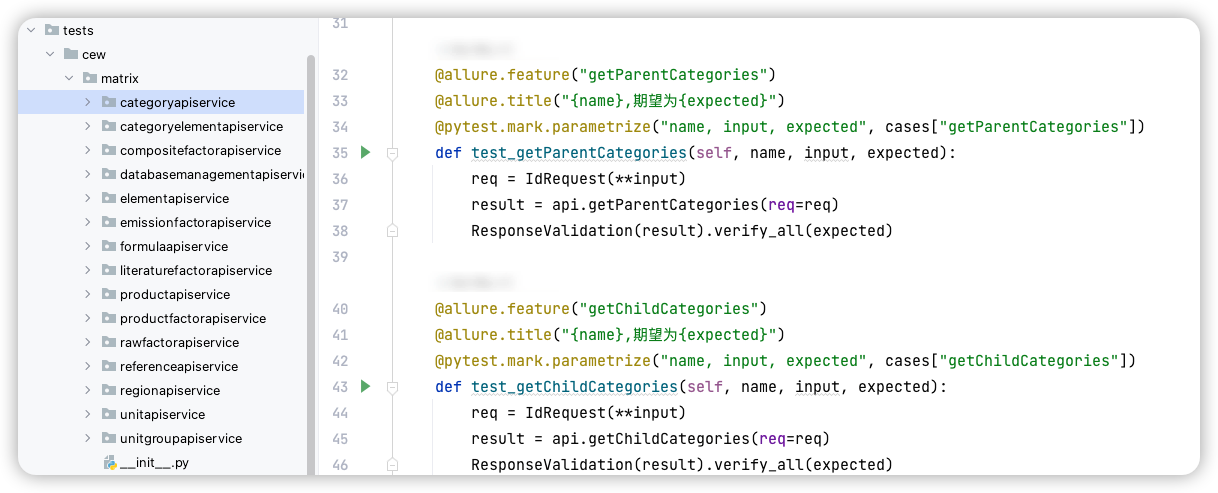 tests
cew
matrix
categoryapiservice
categoryelementapiservice
compositefactorapiservice
databasemanagementapiservi
elementapiservice
emissionfactorapiservice
formulaapiservice
literaturefactorapiservice
productapiservice
productfactorapiservice
rawfactorapiservice
referenceapiservice
regionapiservice
unitapiservice
unitgroupapiservice
__init__.py
31
32 @allure.feature("getParentCategories")
33 @allure.title("{name},期望为{expected}")
34 @pytest.mark.parametrize("name, input, expected", cases["getParentCategories"])
35 def test_getParentCategories(self, name, input, expected):
36 req = IdRequest(**input)
37 result = api.getParentCategories(req=req)
38 ResponseValidation(result).verify_all(expected)
39
40 @allure.feature("getChildCategories")
41 @allure.title("{name},期望为{expected}")
42 @pytest.mark.parametrize("name, input, expected", cases["getChildCategories"])
43 def test_getChildCategories(self, name, input, expected):
44 req = IdRequest(**input)
45 result = api.getChildCategories(req=req)
46 ResponseValidation(result).verify_all(expected)